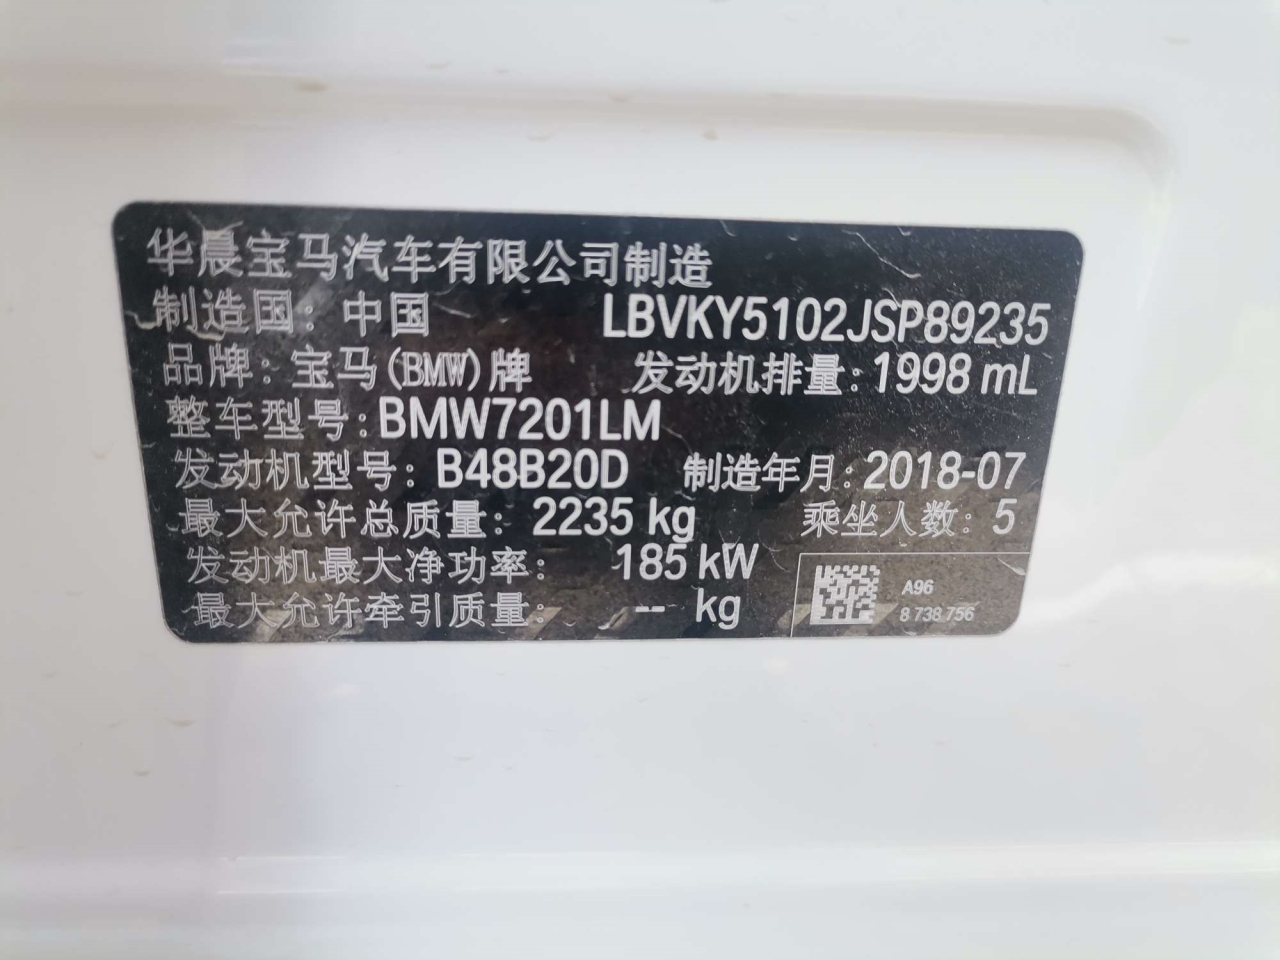 华晨宝马汽车有限公司制造
制造国：中国 LBVKY5102JSP89235
品牌：宝马(BMW)牌 发动机排量：1998 mL
整车型号：BMW7201LM
发动机型号：B48B20D 制造年月：2018-07
最大允许总质量：2235 kg 乘坐人数：5
发动机最大净功率：185 kW
最大允许牵引质量：-- kg
A96
8 738 756